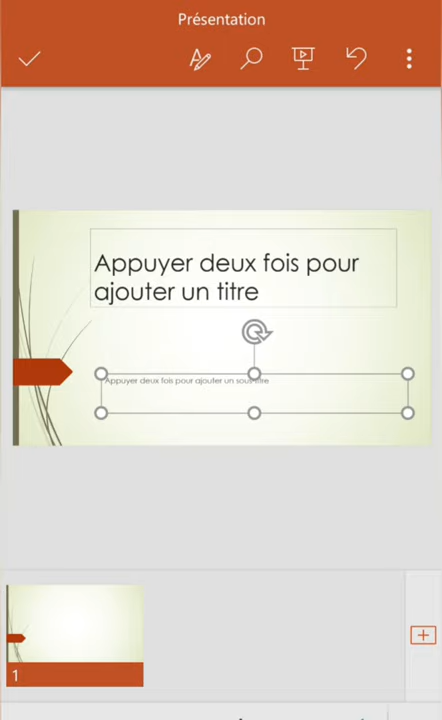 Présentation
Appuyer deux fois pour
ajouter un titre
Appuyer deux fois pour ajouter un sous-titre
1